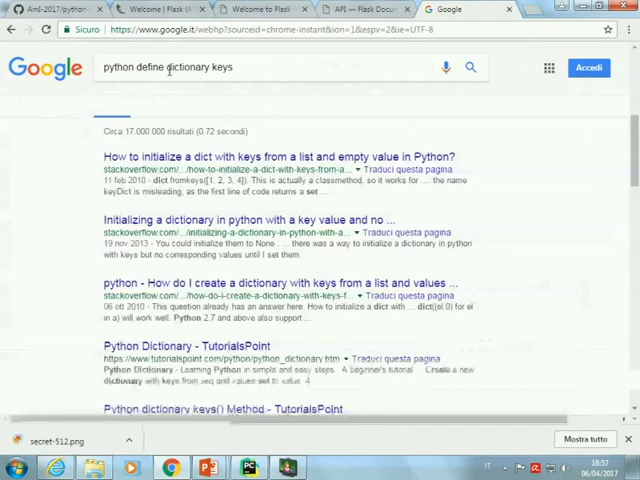 AmI-2017/python-
Welcome | Flask (A
Welcome to Flask
API — Flask Docum
Google
Sicuro
https://www.google.it/webhp?sourceid=chrome-instant&ion=1&espv=2&ie=UTF-8
Google
python define dictionary keys
Accedi
Circa 17.000.000 risultati (0,72 secondi)
How to initialize a dict with keys from a list and empty value in Python?
stackoverflow.com/.../how-to-initialize-a-dict-with-keys-from-a... Traduci questa pagina
11 feb 2010 - dict.fromkeys([1, 2, 3, 4]). This is actually a classmethod, so it works for .... the name
keyDict is misleading, as the first line of code returns a set ...
Initializing a dictionary in python with a key value and no ...
stackoverflow.com/.../initializing-a-dictionary-in-python-with-a... Traduci questa pagina
19 nov 2013 - You could initialize them to None . ... there was a way to initialize a dictionary in python
with keys but no corresponding values until I set them.
python - How do I create a dictionary with keys from a list and values ...
stackoverflow.com/.../how-do-i-create-a-dictionary-with-keys-f... Traduci questa pagina
06 ott 2010 - This question already has an answer here. How to initialize a dict with ... dict((el,0) for el
in a) will work well. Python 2.7 and above also support ...
Python Dictionary - TutorialsPoint
https://www.tutorialspoint.com/python/python_dictionary.htm Traduci questa pagina
Python Dictionary - Learning Python in simple and easy steps. A beginner's tutorial Create a new
dictionary with keys from seq and values set to value. 4
Python dictionary keys() Method - TutorialsPoint
secret-512.png
Mostra tutto
IT
18:57
06/04/2017